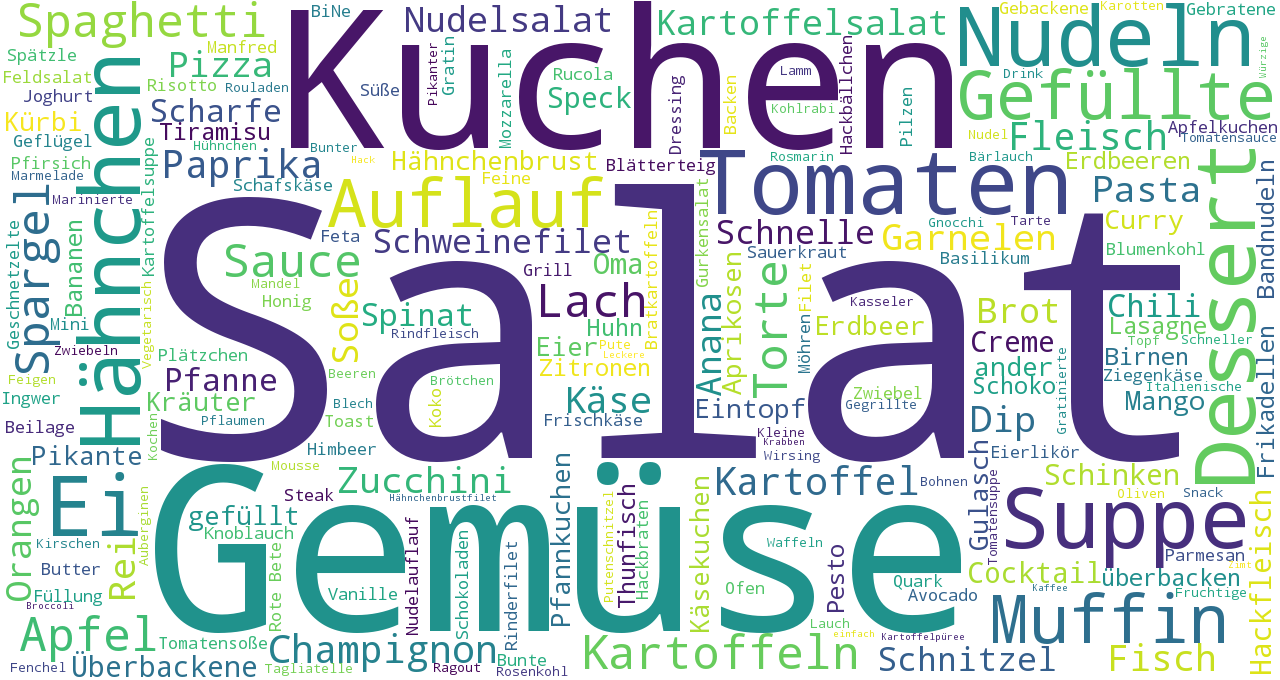 Spaghetti
BiNe
Nudelsalat
Kartoffelsalat
Gebackene
Karotten
Gebratene
Kuchen
Nudeln
Manfred
Spätzle
Pizza
Feldsalat
Risotto
Rouladen
Joghurt
Süße
Pikanter
Gratin
Mozzarella
Rucola
Speck
Dressing
Backen
Lamm
Kohlrabi
Hackbällchen
Pilzen
Drink
Gefüllte
Würzige
Kürbi
Scharfe
Tiramisu
Geflügel
Hühnchen
Bunter
Hack
Hähnchenbrust
Blätterteig
Nudel
Fleisch
Apfelkuchen
Tomatensauce
Pfirsich
Marmelade
Paprika
Schafskäse
Feine
Rosmarin
Bärlauch
Erdbeeren
Marinierte
Hähnchen
Kartoffelsuppe
Auflauf
Tomaten
Pasta
Spargel
Bananen
Geschnetzelte
Feta
Schweinefilet
Gurkensalat
Schnelle
Gnocchi
Tarte
Curry
Dessert
Bandnudeln
Sauce
Grill
Oma
Bratkartoffeln
Sauerkraut
Garnelen
Basilikum
Blumenkohl
Salat
Mandel
Honig
Lach
Aprikosen
Torte
Filet
Kasseler
Brot
Chili
Mini
Soßer
Spinat
Rindfleisch
Huhn
Anana
Möhren
Erdbeer
Lasagne
Zwiebeln
Vegetarisch
Plätzchen
Eier
Pute
Leckere
Creme
Topf
Schneller
Feigen
Pfanne
Beeren
Brötchen
Zitronen
ander
Birnen
Ziegenkäse
Ingwer
Kräuter
Blech
Koko
Käse
Zwiebel
Schoko
Gratinierte
Italienische
Mango
Frikadellen
Beilage
Pflaumen
Toast
Frischkäse
Eintopf
Gegrillte
Dip
Kochen
Himbeer
Kleine
Krabben
Wirsing
Eierlikör
Pikante
Mousse
Gemüse
Gulasch
Orangen
Ei
Zucchini
Pfannkuchen
Kartoffel
Bohnen
Schinken
Steak
Hähnchenbrustfilet
Putenschnitzel
Thunfisch
Hackbraten
Käsekuchen
Tomatensuppe
Oliven
Snack
Auberginen
gefüllt
Knoblauch
Suppe
Hackfleisch
Kirschen
Reis
Rote Bete
Nudelauflauf
Schokoladen
Rinderfilet
Waffeln
Pesto
Parmesan
Zimt
Butter
Cocktail
überbacken
Füllung
Vanille
Ofen
Quark
Kaffee
Fruchtige
Broccoli
Avocado
Muffin
Apfel
Tomatensoße
Lauch
einfach
Kartoffelpüree
Champignon
Bunte
Kartoffeln
Schnitzel
Fisch
Fenchel
Überbackene
Tagliatelle
Ragout
Rosenkohl